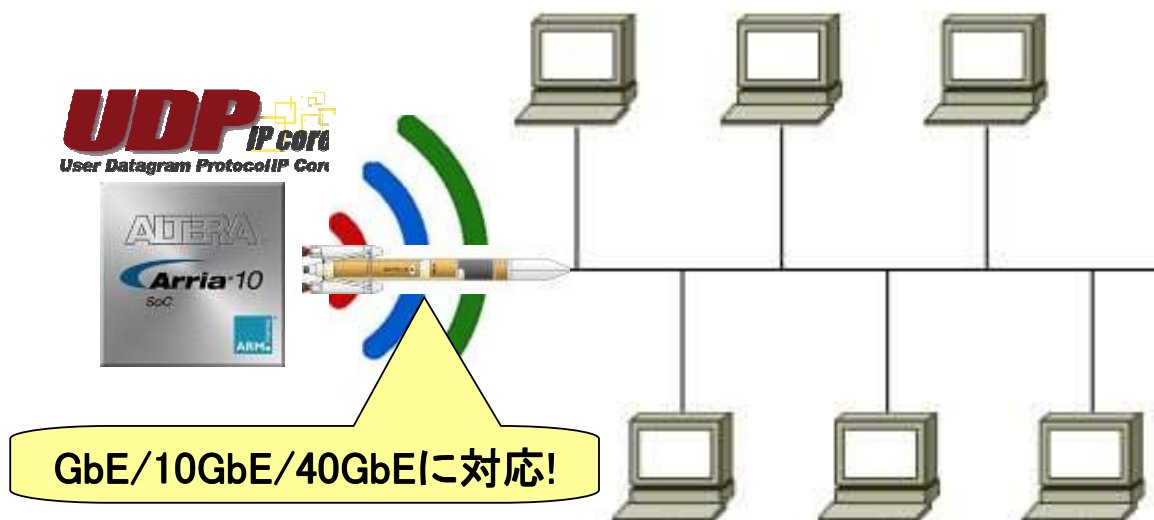 UDP
IP core
User Datagram ProtocolIP Core
ALTERA
Arria 10
SoC
ARM
GbE/10GbE/40GbEに対応!